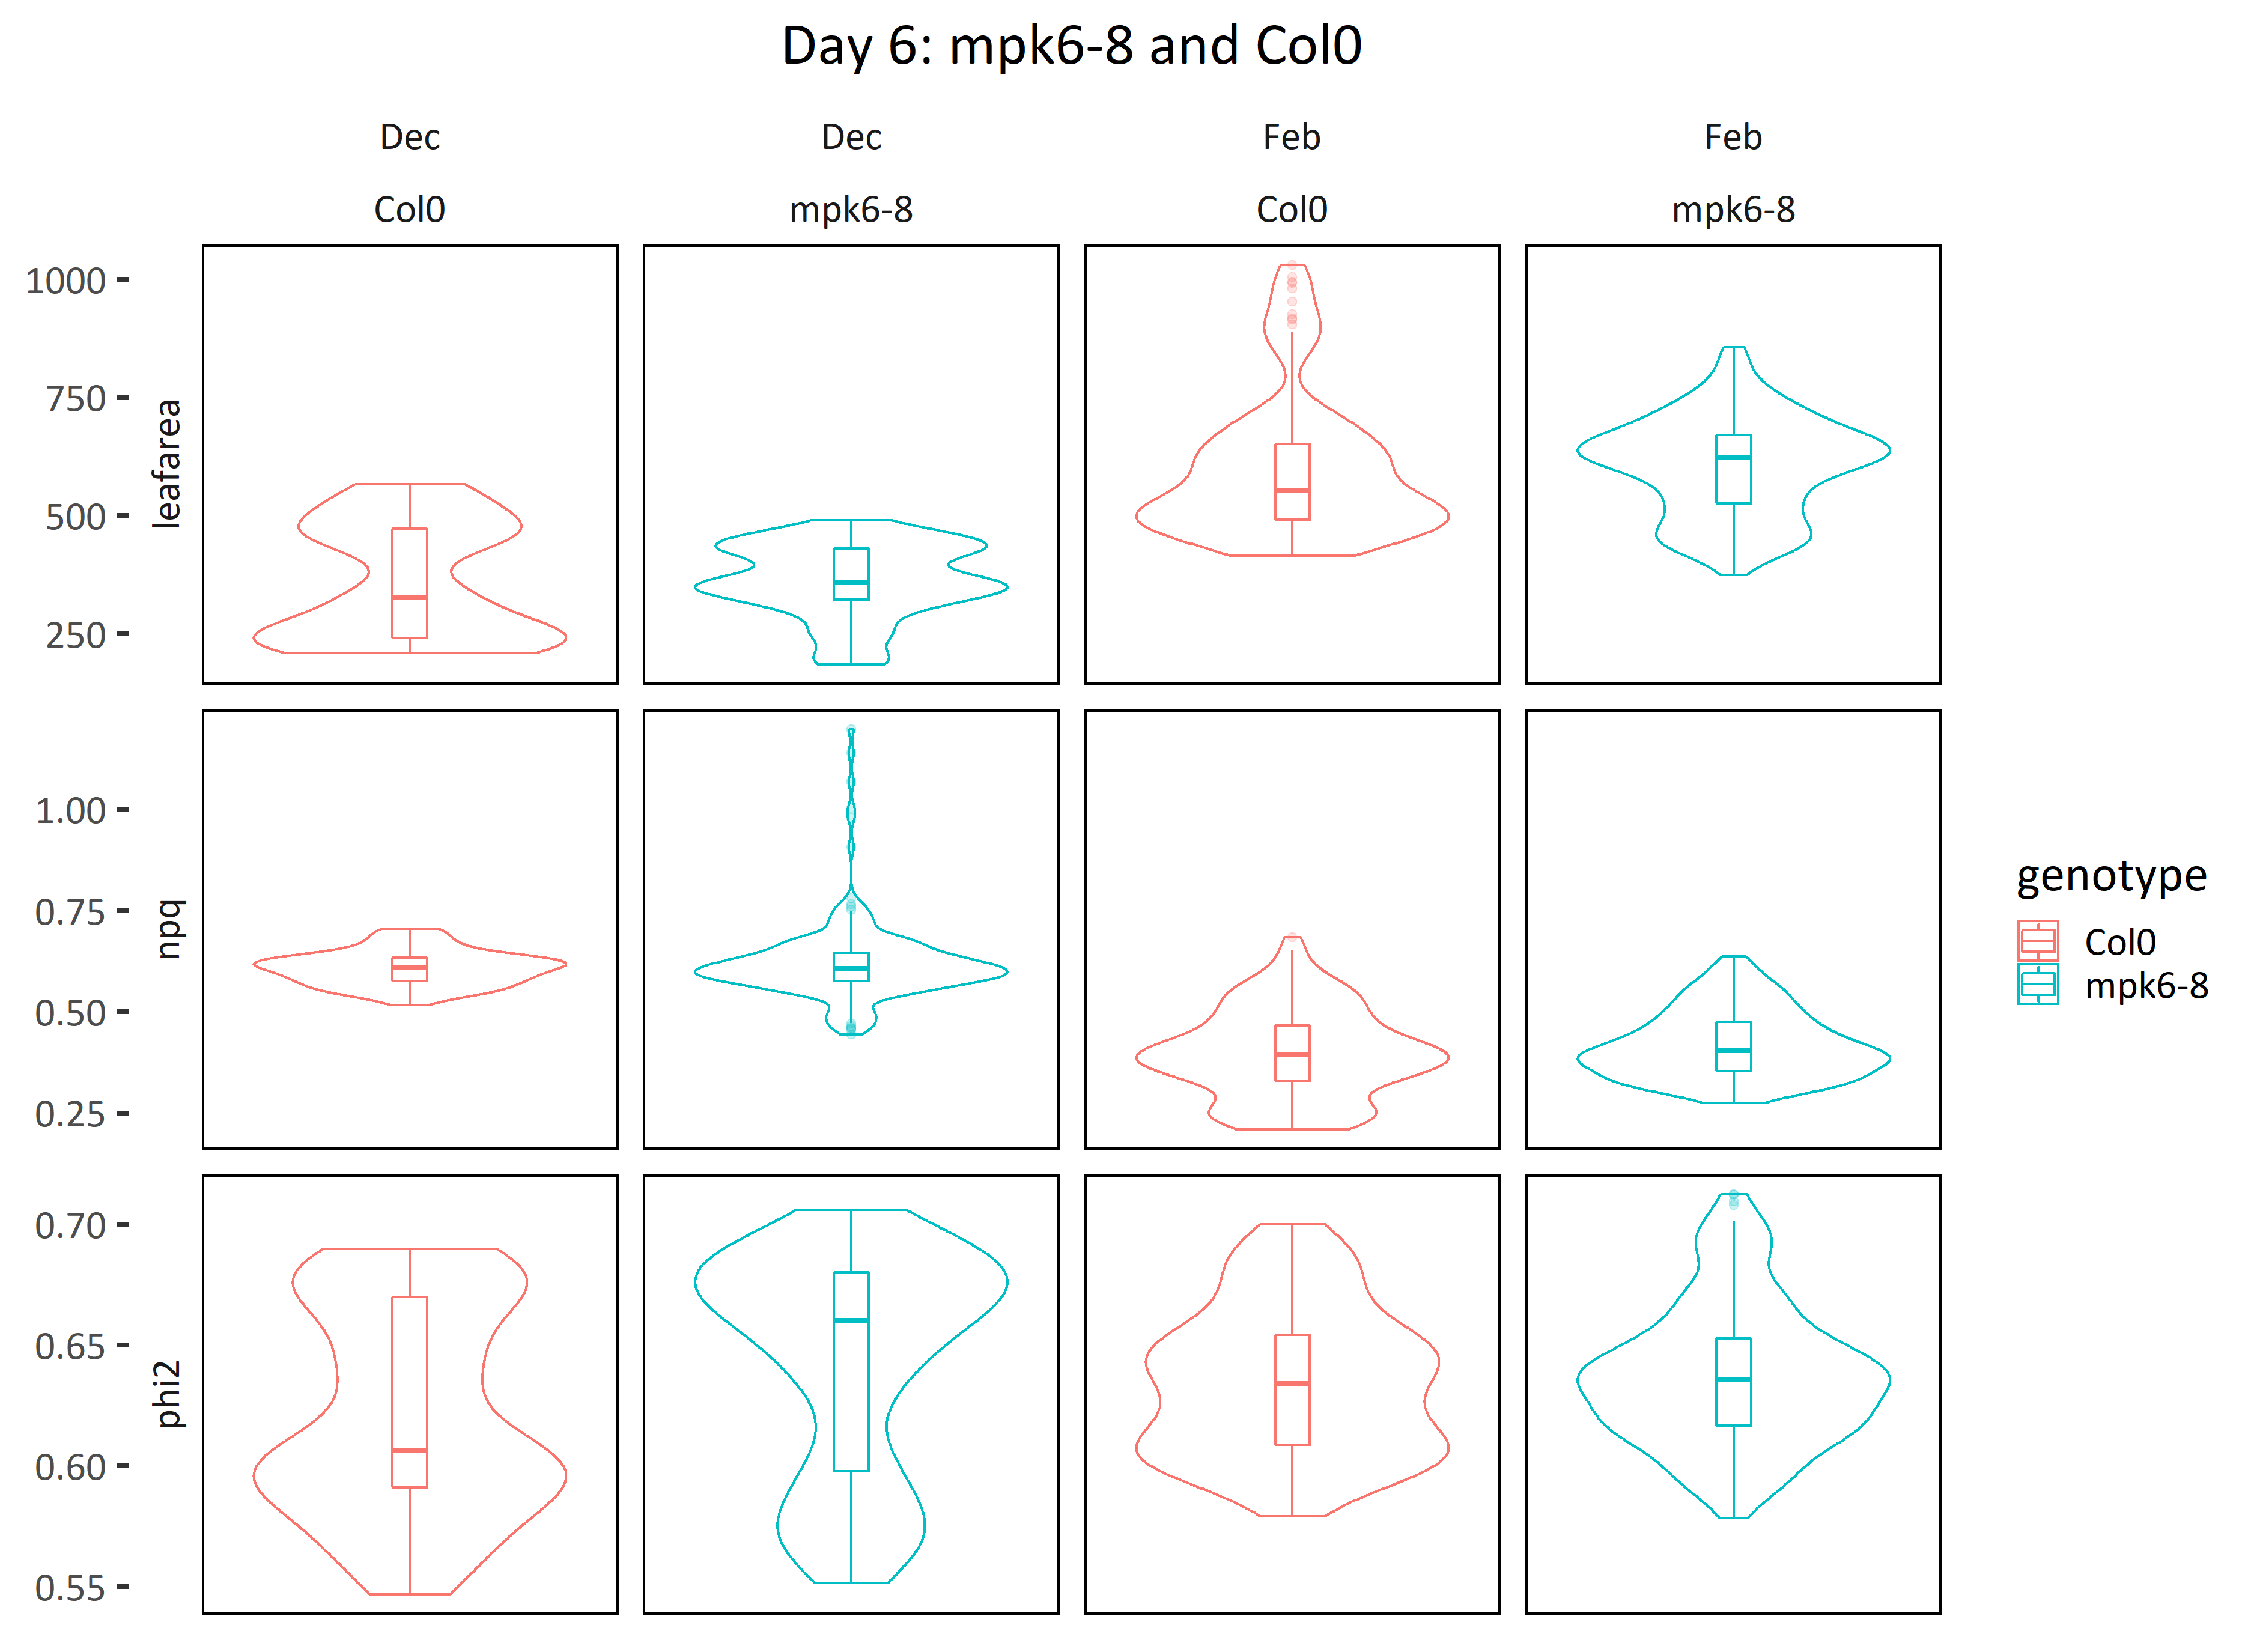 Day 6: mpk6-8 and Col0
Dec Dec Feb Feb
Col0 mpk6-8 Col0 mpk6-8
leafarea
1000
750
500
250
npq
1.00
0.75
0.50
0.25
phi2
0.70
0.65
0.60
0.55
genotype
Col0
mpk6-8